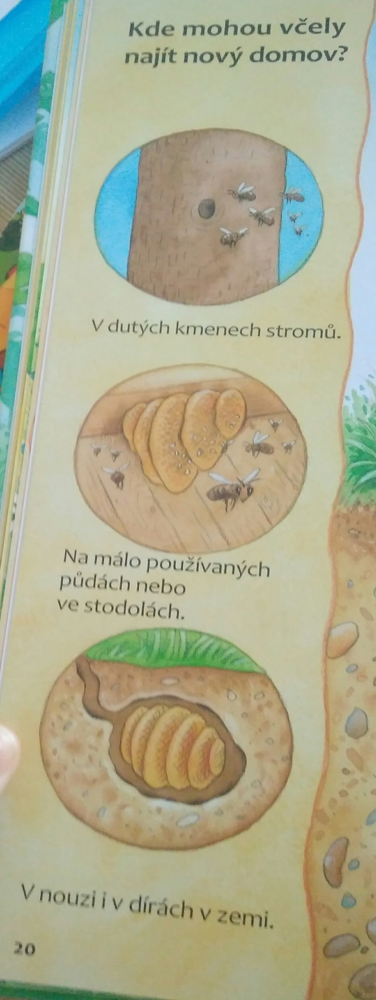 Kde mohou včely
najít nový domov?
V dutých kmenech stromů.
Na málo používaných
půdách nebo
ve stodolách.
V nouzi i v dírách v zemi.
20